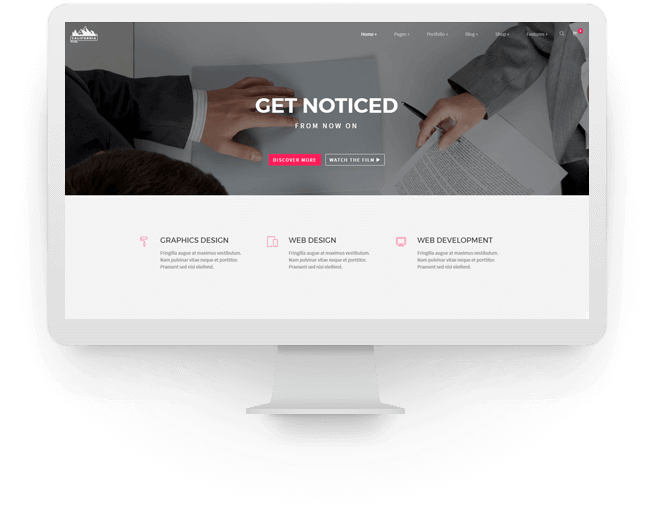 CALIFORNIA
Home +
Pages +
Portfolio +
Blog +
Shop +
Features +
GET NOTICED
FROM NOW ON
DISCOVER MORE
WATCH THE FILM
GRAPHICS DESIGN
Fringilla augue at maximus vestibulum.
Nam pulvinar vitae neque et porttitor.
Praesent sed nisi eleifend.
WEB DESIGN
Fringilla augue at maximus vestibulum.
Nam pulvinar vitae neque et porttitor.
Praesent sed nisi eleifend.
WEB DEVELOPMENT
Fringilla augue at maximus vestibulum.
Nam pulvinar vitae neque et porttitor.
Praesent sed nisi eleifend.